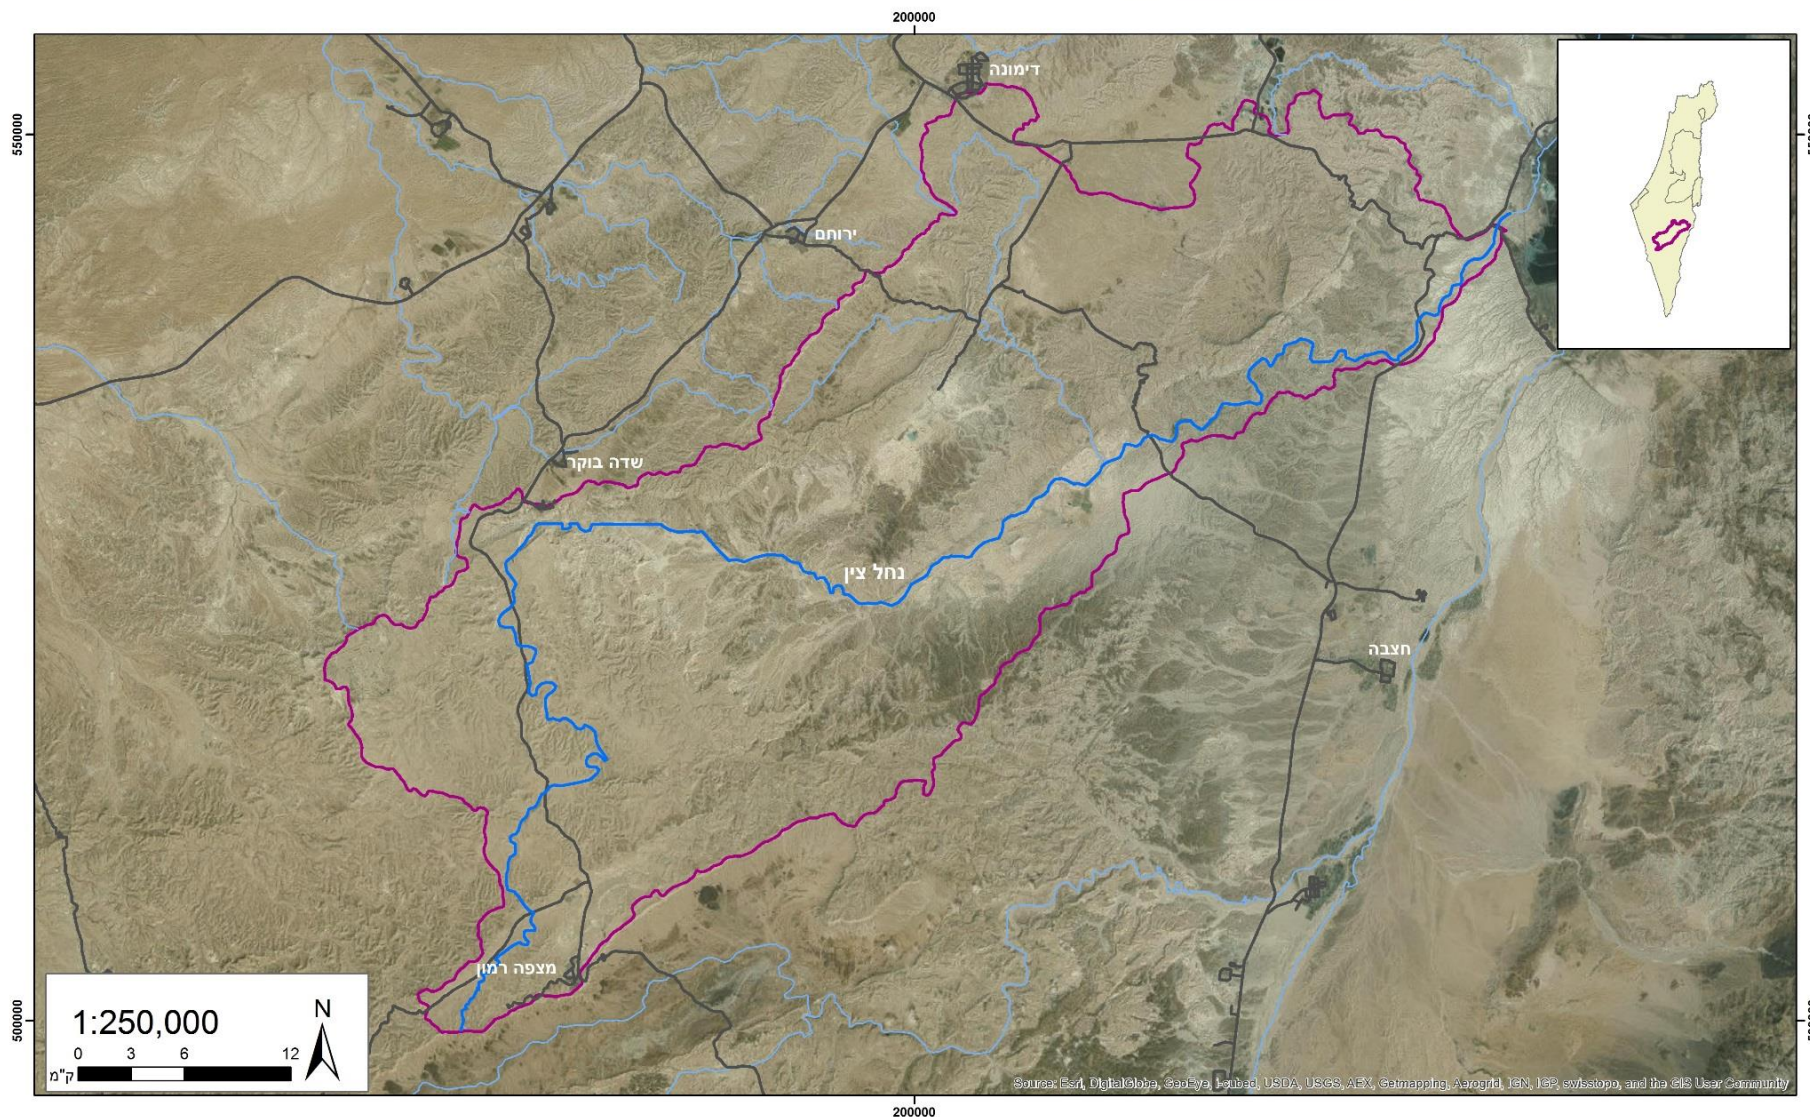 200000
550000
דימונה
ירוחם
שדה בוקר
נחל צין
חצבה
מצפה רמון
1:250,000
N
0 3 6 12
ק"מ
500000
Source: Esri, DigitalGlobe, GeoEye, i-cubed, USDA, USGS, AEX, Getmapping, Aerogrid, IGN, IGP, swisstopo, and the GIS User Community
200000